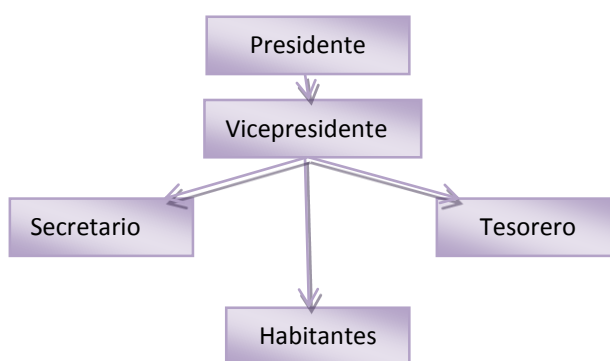 Presidente
Vicepresidente
Secretario
Tesorero
Habitantes